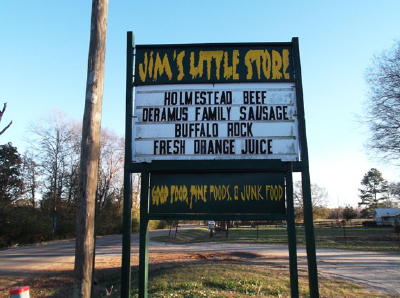 JIM'S LITTLE STORE
HOLMESTEAD BEEF
DERAMUS FAMILY SAUSAGE
BUFFALO ROCK
FRESH ORANGE JUICE
GOOD FOOD, FINE FOODS, & JUNK FOOD